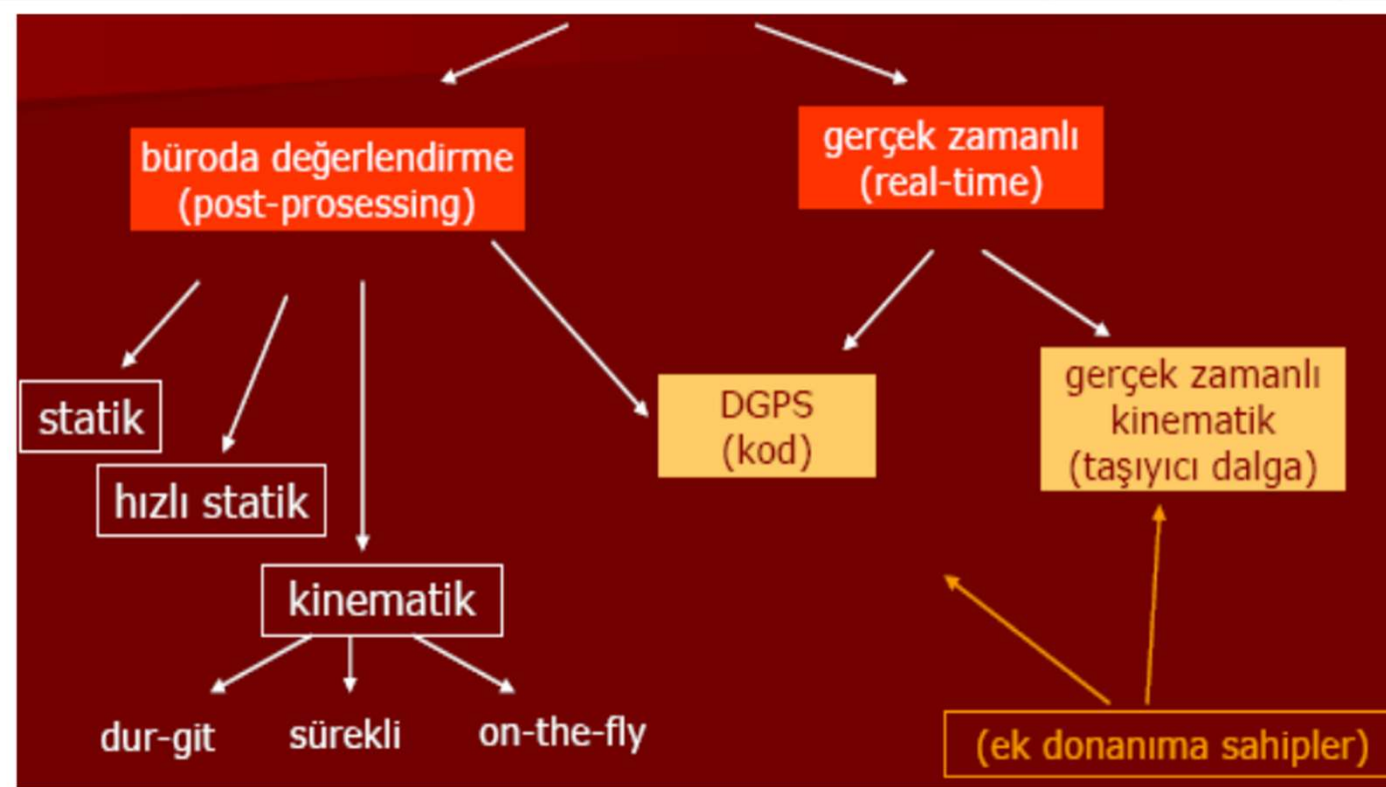 büroda değerlendirme
(post-prosessing)
gerçek zamanlı
(real-time)
statik
hızlı statik
kinematik
dur-git
sürekli
on-the-fly
DGPS
(kod)
gerçek zamanlı
kinematik
(taşıyıcı dalga)
(ek donanıma sahipler)